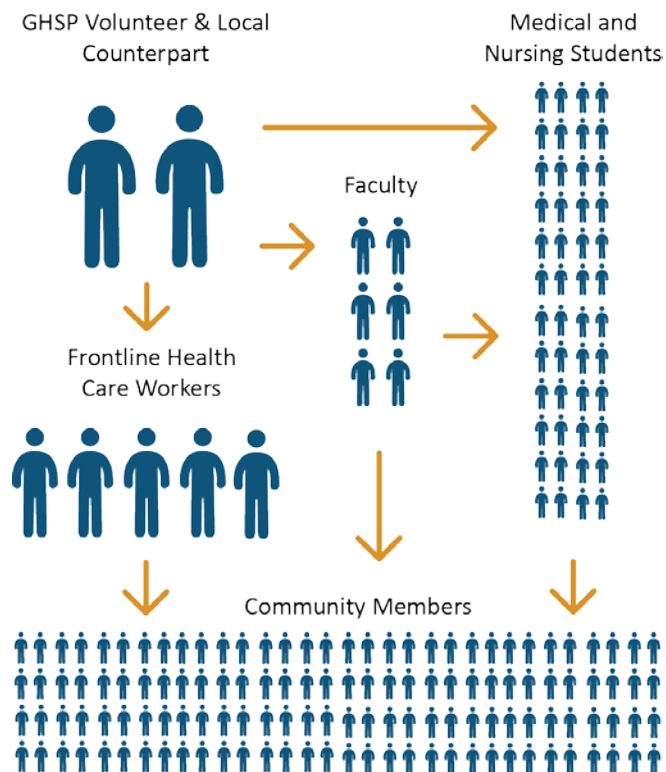 GHSP Volunteer & Local
Counterpart
Medical and
Nursing Students
Faculty
Frontline Health
Care Workers
Community Members